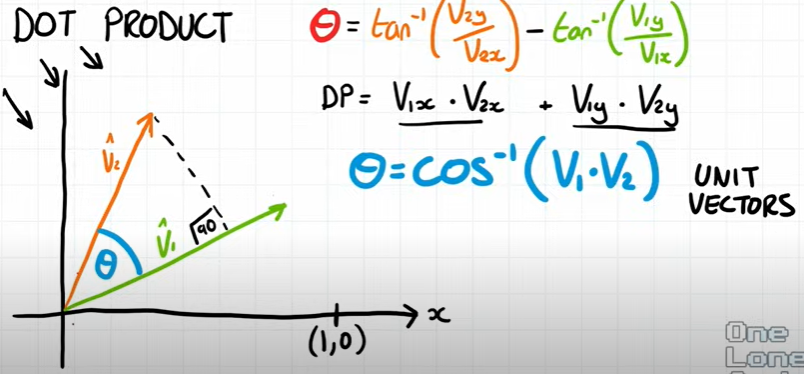 DOT PRODUCT
θ = tan⁻¹(V2y/V2x) - tan⁻¹(V1y/V1x)
DP = V1x · V2x + V1y · V2y
θ = cos⁻¹(V1·V2)
UNIT
VECTORS
V̂2
V̂1
90
θ
x
(1,0)
One
Lone